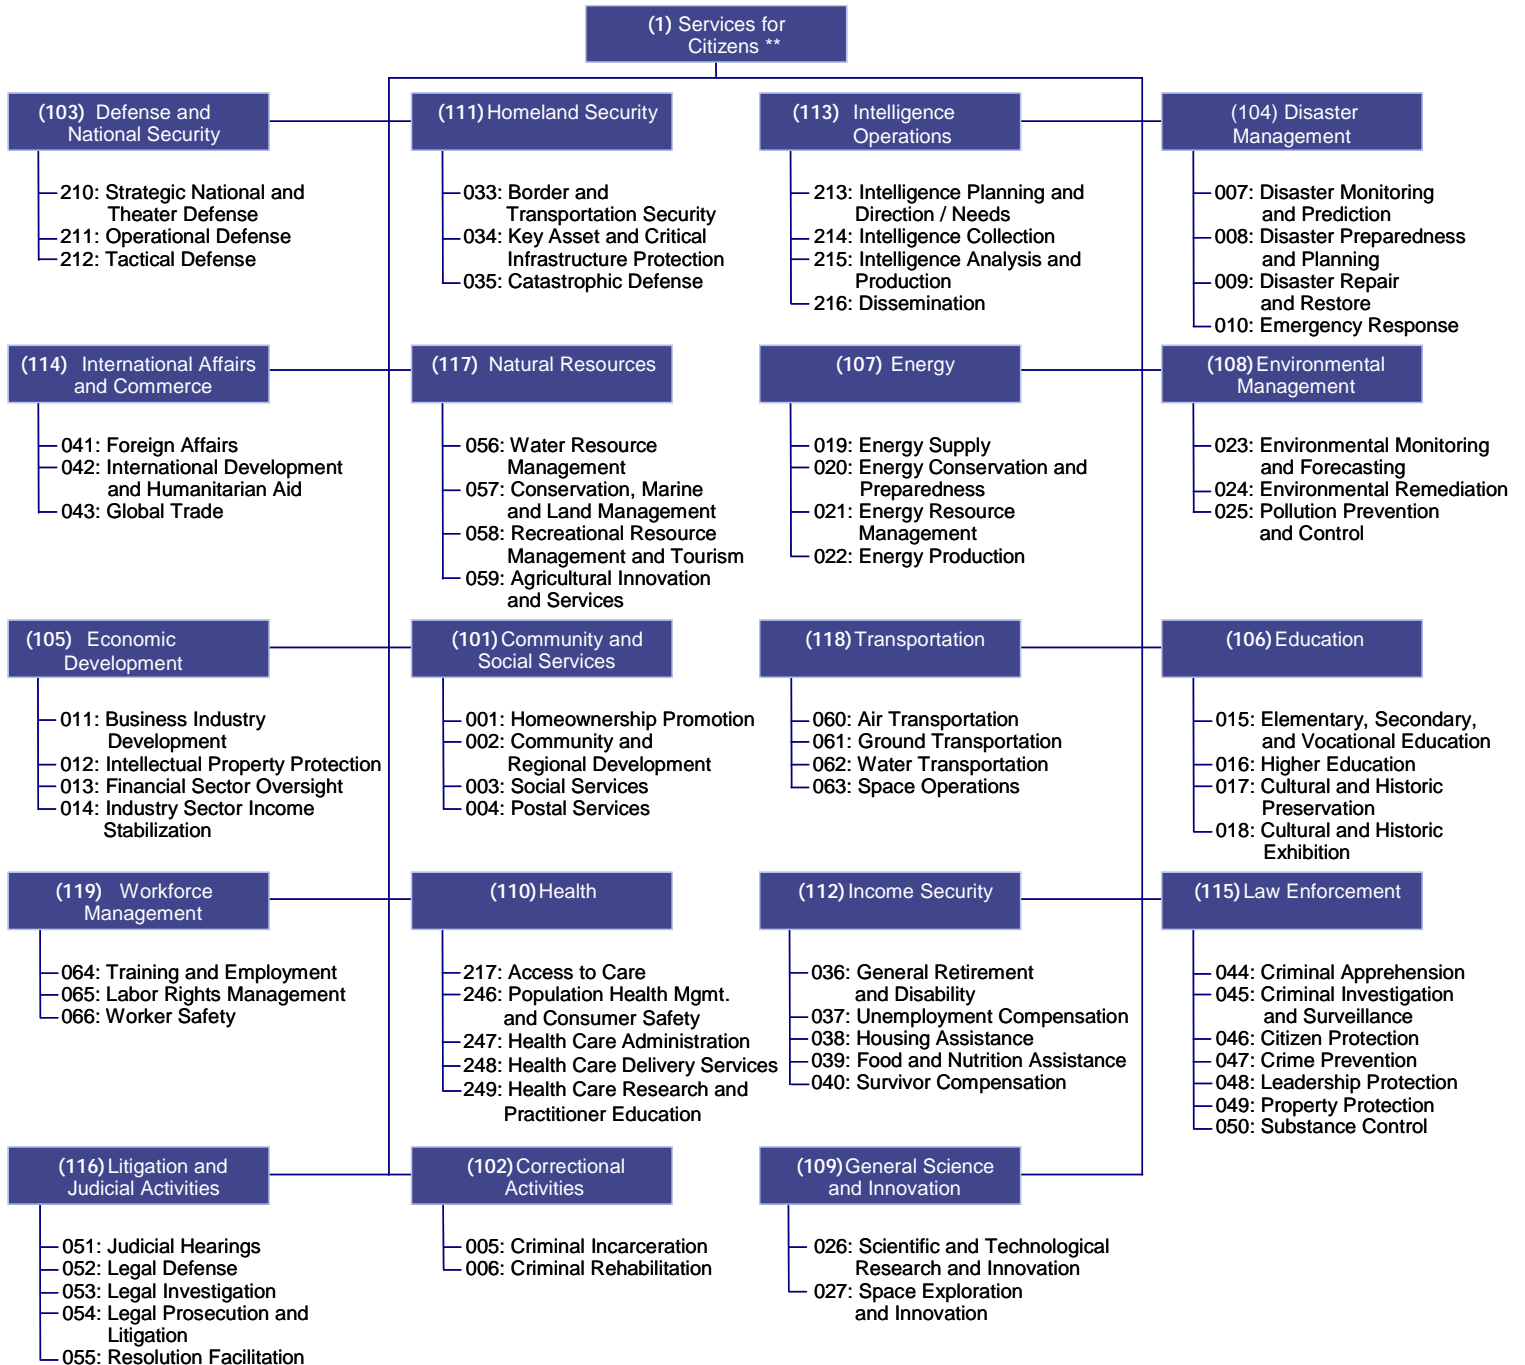 (1) Services for
Citizens **
(103) Defense and
National Security
210: Strategic National and
Theater Defense
211: Operational Defense
212: Tactical Defense
(111) Homeland Security
033: Border and
Transportation Security
034: Key Asset and Critical
Infrastructure Protection
035: Catastrophic Defense
(113) Intelligence
Operations
213: Intelligence Planning and
Direction / Needs
214: Intelligence Collection
215: Intelligence Analysis and
Production
216: Dissemination
(104) Disaster
Management
007: Disaster Monitoring
and Prediction
008: Disaster Preparedness
and Planning
009: Disaster Repair
and Restore
010: Emergency Response
(114) International Affairs
and Commerce
041: Foreign Affairs
042: International Development
and Humanitarian Aid
043: Global Trade
(117) Natural Resources
056: Water Resource
Management
057: Conservation, Marine
and Land Management
058: Recreational Resource
Management and Tourism
059: Agricultural Innovation
and Services
(107) Energy
019: Energy Supply
020: Energy Conservation and
Preparedness
021: Energy Resource
Management
022: Energy Production
(108) Environmental
Management
023: Environmental Monitoring
and Forecasting
024: Environmental Remediation
025: Pollution Prevention
and Control
(105) Economic
Development
011: Business Industry
Development
012: Intellectual Property Protection
013: Financial Sector Oversight
014: Industry Sector Income
Stabilization
(101) Community and
Social Services
001: Homeownership Promotion
002: Community and
Regional Development
003: Social Services
004: Postal Services
(118) Transportation
060: Air Transportation
061: Ground Transportation
062: Water Transportation
063: Space Operations
(106) Education
015: Elementary, Secondary,
and Vocational Education
016: Higher Education
017: Cultural and Historic
Preservation
018: Cultural and Historic
Exhibition
(119) Workforce
Management
064: Training and Employment
065: Labor Rights Management
066: Worker Safety
(110) Health
217: Access to Care
246: Population Health Mgmt.
and Consumer Safety
247: Health Care Administration
248: Health Care Delivery Services
249: Health Care Research and
Practitioner Education
(112) Income Security
036: General Retirement
and Disability
037: Unemployment Compensation
038: Housing Assistance
039: Food and Nutrition Assistance
040: Survivor Compensation
(115) Law Enforcement
044: Criminal Apprehension
045: Criminal Investigation
and Surveillance
046: Citizen Protection
047: Crime Prevention
048: Leadership Protection
049: Property Protection
050: Substance Control
(116) Litigation and
Judicial Activities
051: Judicial Hearings
052: Legal Defense
053: Legal Investigation
054: Legal Prosecution and
Litigation
055: Resolution Facilitation
(102) Correctional
Activities
005: Criminal Incarceration
006: Criminal Rehabilitation
(109) General Science
and Innovation
026: Scientific and Technological
Research and Innovation
027: Space Exploration
and Innovation